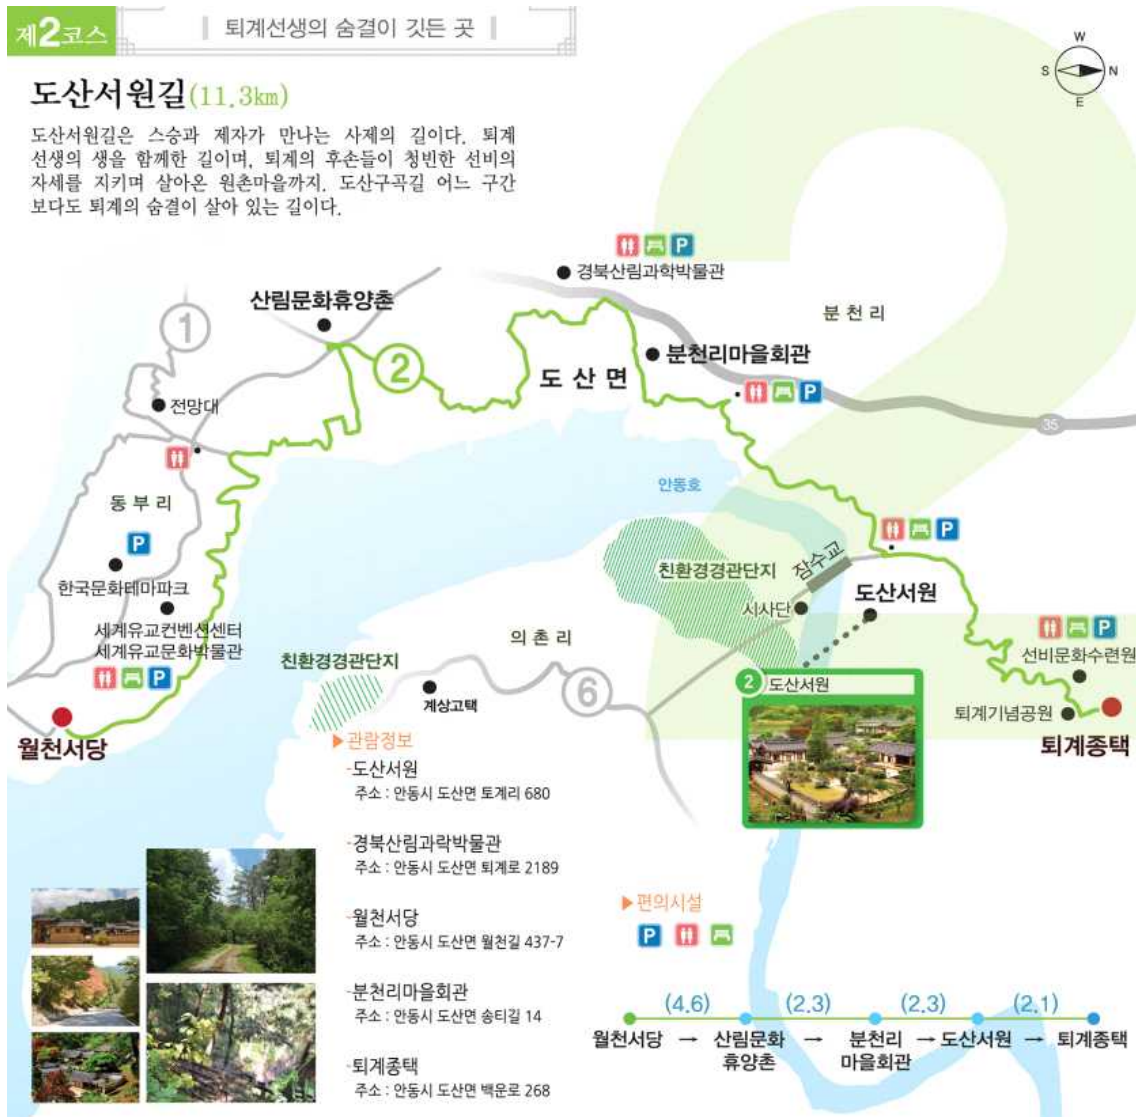 제2코스
퇴계선생의 숨결이 깃든 곳
도산서원길(11.3km)
도산서원길은 스승과 제자가 만나는 사제의 길이다. 퇴계
선생의 생을 함께한 길이며, 퇴계의 후손들이 청빈한 선비의
자세를 지키며 살아온 원촌마을까지. 도산구곡길 어느 구간
보다도 퇴계의 숨결이 살아 있는 길이다.
W
S N
E
P
경북산림과학박물관
산림문화휴양촌
분천리
1
2
분천리마을회관
도산면
P
전망대
35
안동호
동부리
P
P
친환경경관단지
잠수교
한국문화테마파크
시사단
도산서원
세계유교컨벤션센터
세계유교문화박물관
P
의촌리
P
선비문화수련원
친환경경관단지
6
2 도산서원
계상고택
퇴계기념공원
월천서당
퇴계종택
▶관람정보
-도산서원
주소 : 안동시 도산면 토계리 680
-경북산림과락박물관
주소 : 안동시 도산면 퇴계로 2189
-월천서당
주소 : 안동시 도산면 월천길 437-7
-분천리마을회관
주소 : 안동시 도산면 송티길 14
-퇴계종택
주소 : 안동시 도산면 백운로 268
▶편의시설
P
(4.6) (2.3) (2.3) (2.1)
월천서당 → 산림문화 → 분천리 → 도산서원 → 퇴계종택
휴양촌 마을회관